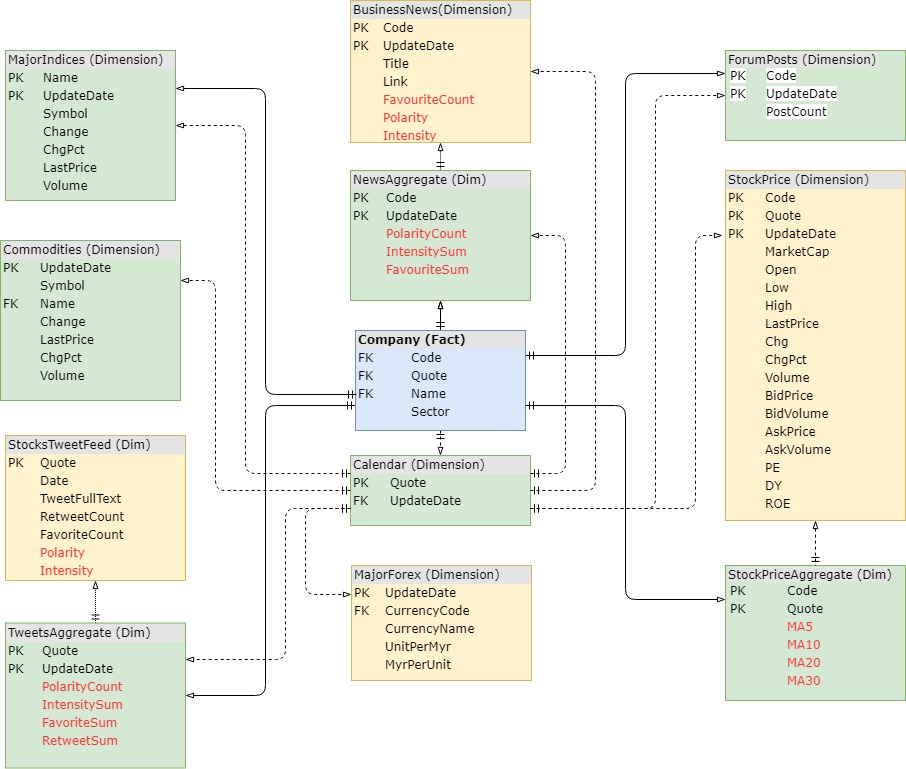 BusinessNews(Dimension)
PK Code
PK UpdateDate
Title
Link
FavouriteCount
Polarity
Intensity
MajorIndices (Dimension)
PK Name
PK UpdateDate
Symbol
Change
ChgPct
LastPrice
Volume
ForumPosts (Dimension)
PK Code
PK UpdateDate
PostCount
NewsAggregate (Dim)
PK Code
PK UpdateDate
PolarityCount
IntensitySum
FavouriteSum
StockPrice (Dimension)
PK Code
PK Quote
PK UpdateDate
MarketCap
Open
Low
High
LastPrice
Chg
ChgPct
Volume
BidPrice
BidVolume
AskPrice
AskVolume
PE
DY
ROE
Commodities (Dimension)
PK UpdateDate
Symbol
FK Name
Change
LastPrice
ChgPct
Volume
Company (Fact)
FK Code
FK Quote
FK Name
Sector
StocksTweetFeed (Dim)
PK Quote
Date
TweetFullText
RetweetCount
FavoriteCount
Polarity
Intensity
Calendar (Dimension)
PK Quote
FK UpdateDate
MajorForex (Dimension)
PK UpdateDate
FK CurrencyCode
CurrencyName
UnitPerMyr
MyrPerUnit
StockPriceAggregate (Dim)
PK Code
PK Quote
MA5
MA10
MA20
MA30
TweetsAggregate (Dim)
PK Quote
PK UpdateDate
PolarityCount
IntensitySum
FavoriteSum
RetweetSum